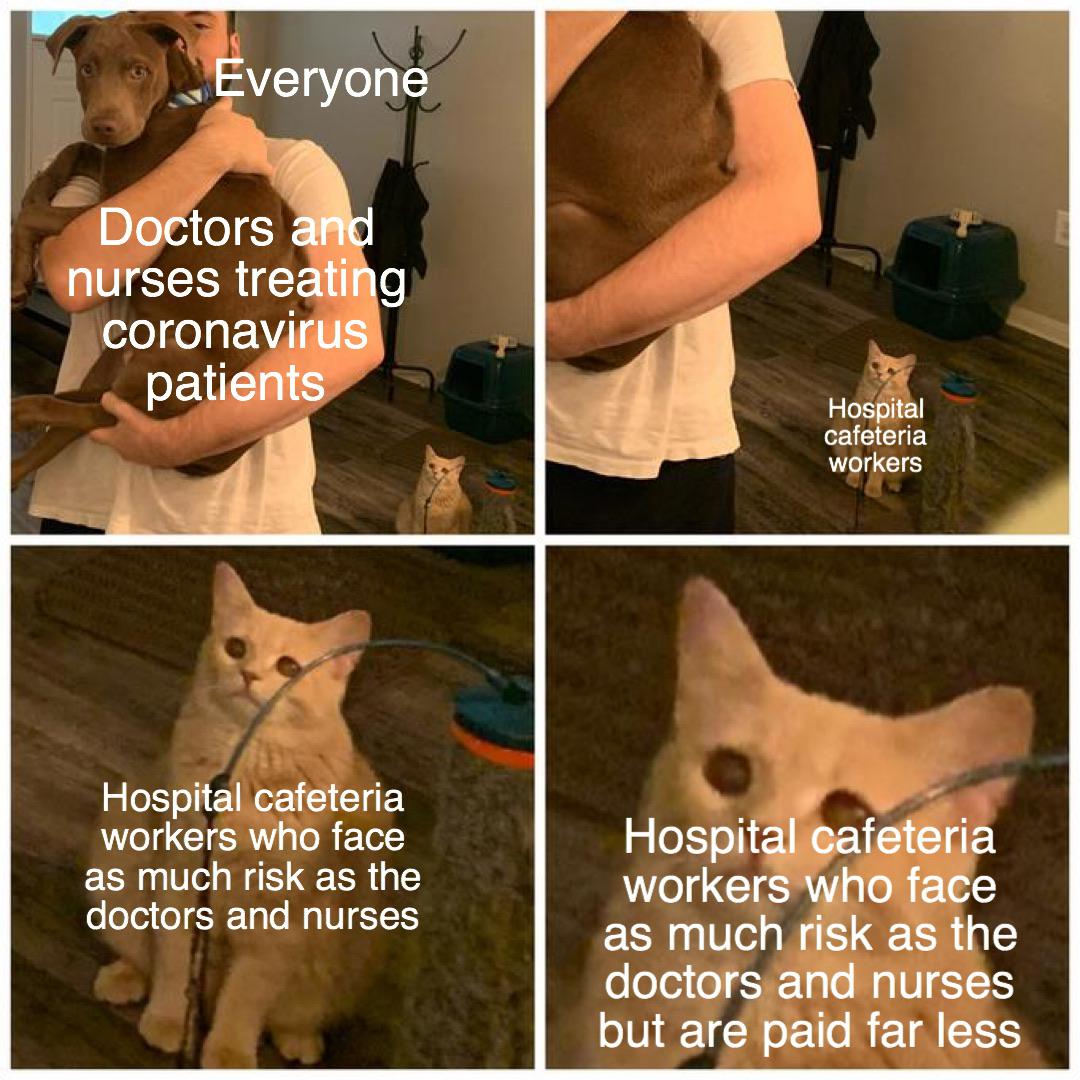 Everyone
Doctors and
nurses treating
coronavirus
patients
Hospital
cafeteria
workers
Hospital cafeteria
workers who face
as much risk as the
doctors and nurses
Hospital cafeteria
workers who face
as much risk as the
doctors and nurses
but are paid far less